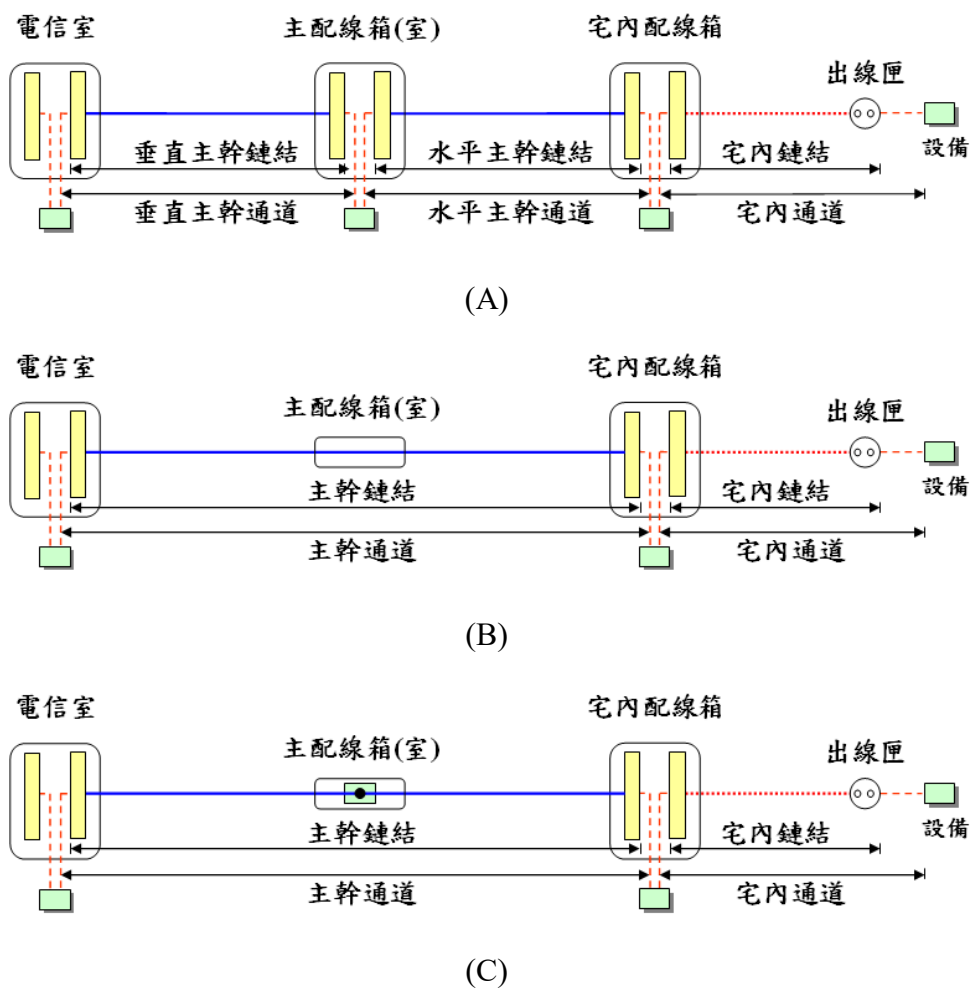 電信室 主配線箱(室) 宅內配線箱
出線匣
垂直主幹鏈結 水平主幹鏈結 宅內鏈結 設備
垂直主幹通道 水平主幹通道 宅內通道
(A)
電信室 宅內配線箱
主配線箱(室) 出線匣
主幹鏈結 宅內鏈結 設備
主幹通道 宅內通道
(B)
電信室 宅內配線箱
主配線箱(室) 出線匣
主幹鏈結 宅內鏈結 設備
主幹通道 宅內通道
(C)